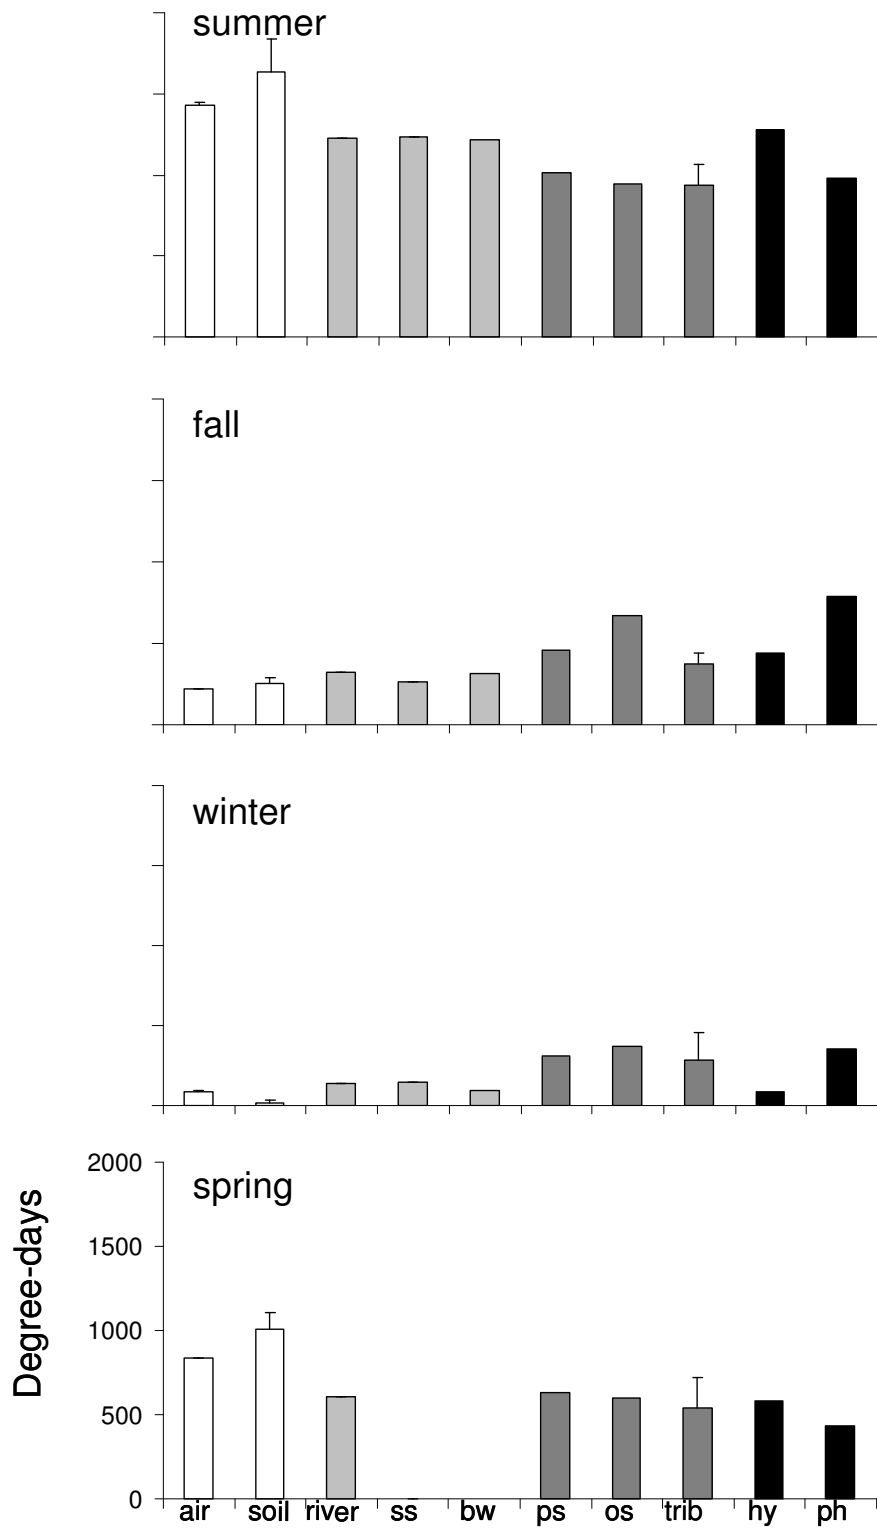 summer
fall
winter
spring
Degree-days
2000
1500
1000
500
0
air soil river ss bw ps os trib hy ph